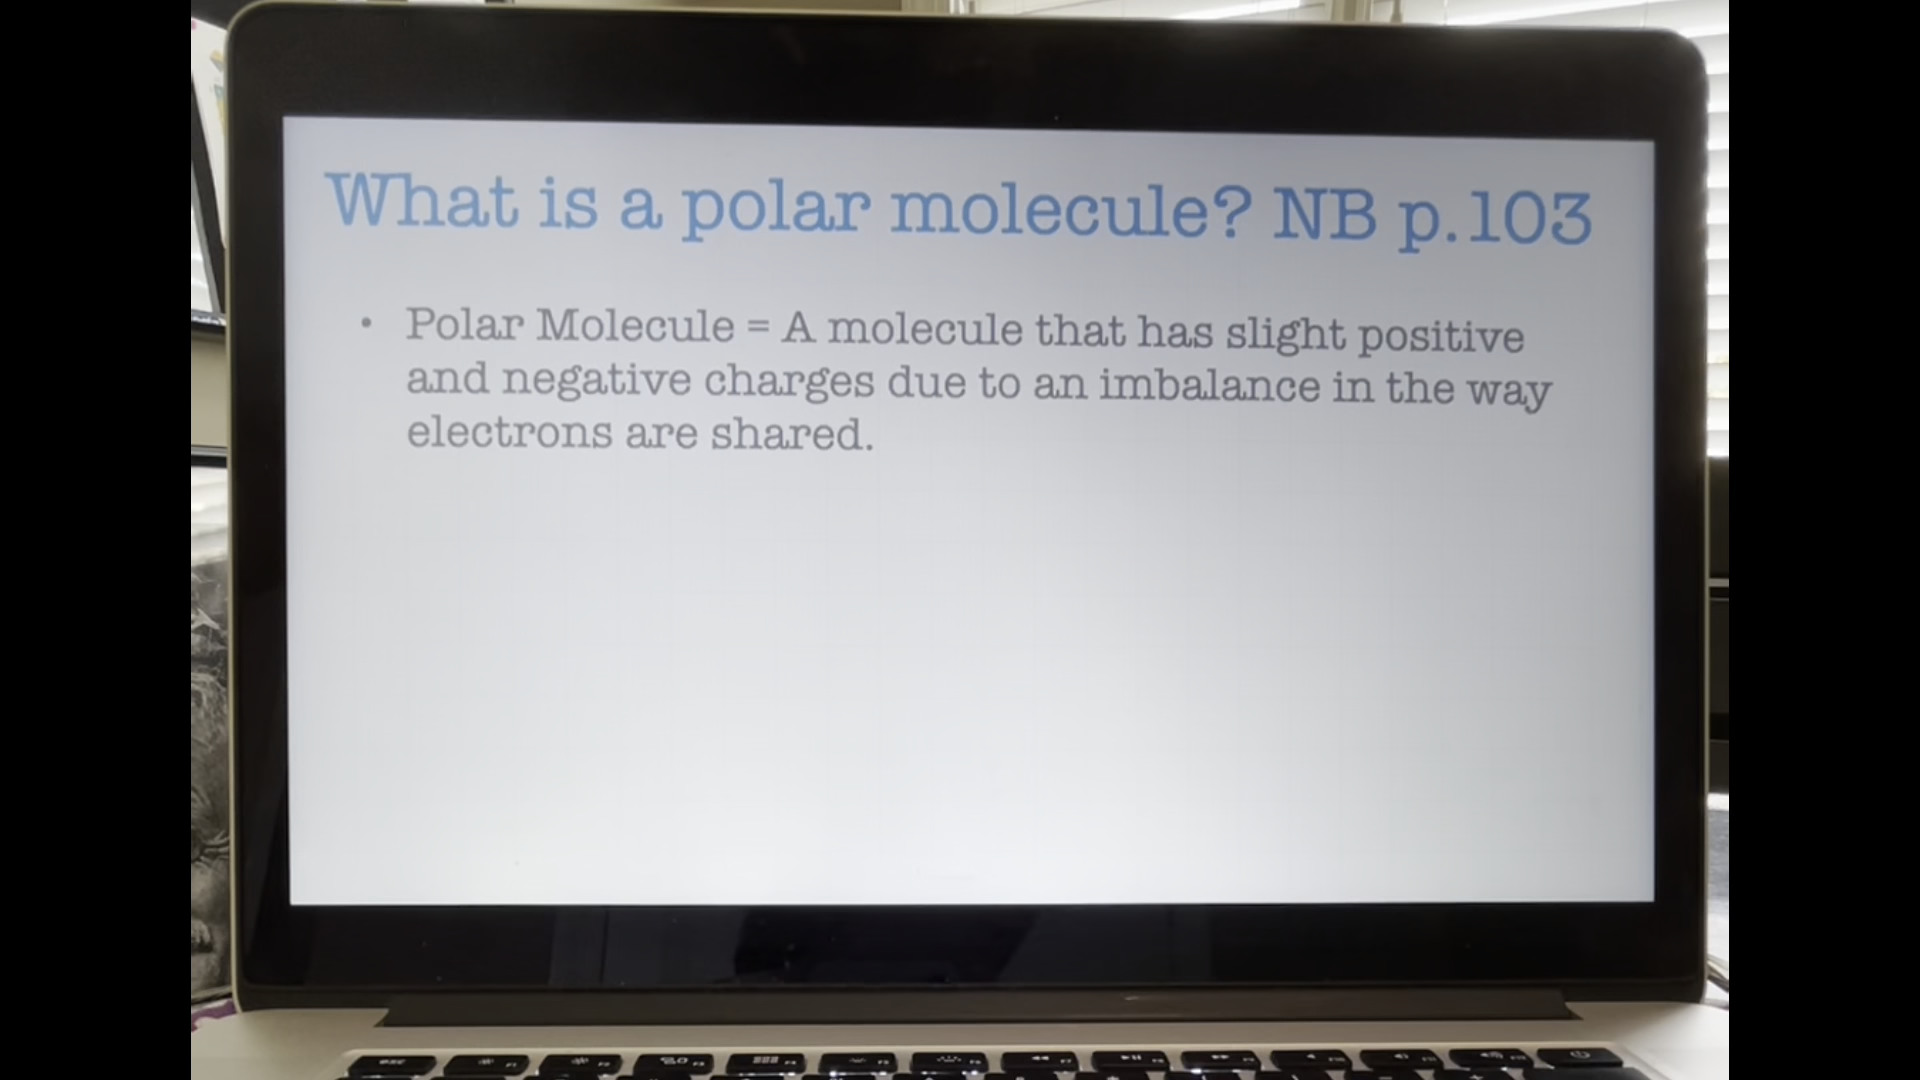 What is a polar molecule? NB p.103
• Polar Molecule = A molecule that has slight positive
and negative charges due to an imbalance in the way
electrons are shared.
esc